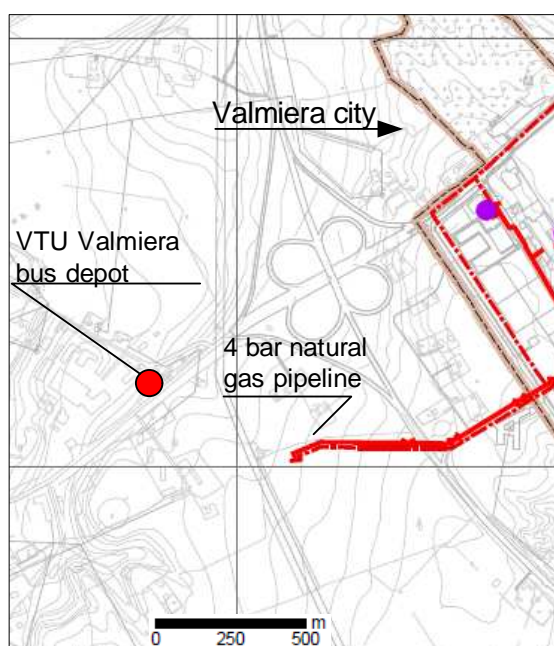 Valmiera city
VTU Valmiera
bus depot
4 bar natural
gas pipeline
m
0 250 500